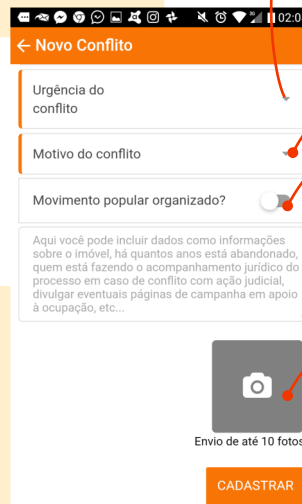 02:0
← Novo Conflito
Urgência do
conflito
Motivo do conflito
Movimento popular organizado?
Aqui você pode incluir dados como informações
sobre o imóvel, há quantos anos está abandonado,
quem está fazendo o acompanhamento jurídico do
processo em caso de conflito com ação judicial,
divulgar eventuais páginas de campanha em apoio
à ocupação, etc...
Envio de até 10 fotos
CADASTRAR